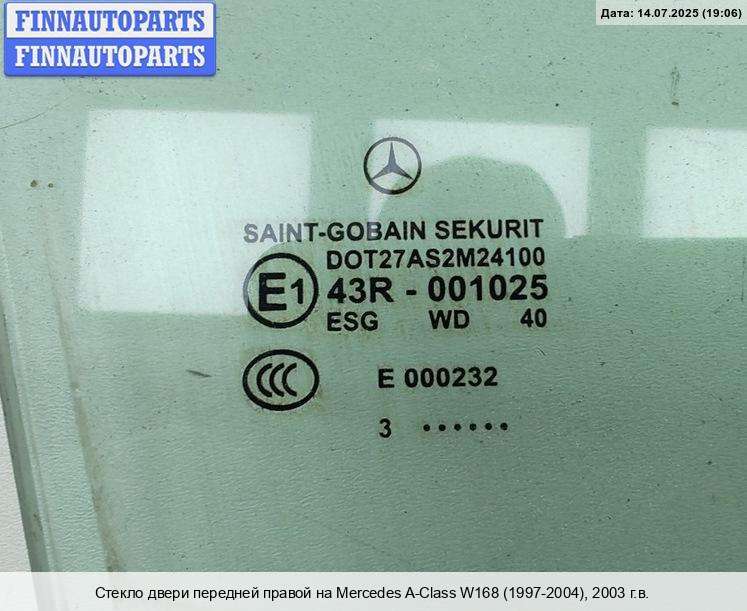 FINNAUTOPARTS
FINNAUTOPARTS
Дата: 14.07.2025 (19:06)
SAINT-GOBAIN SEKURIT
DOT27AS2M24100
E1 43R - 001025
ESG WD 40
CCC E 000232
3 ••••••
Стекло двери передней правой на Mercedes A-Class W168 (1997-2004), 2003 г.в.